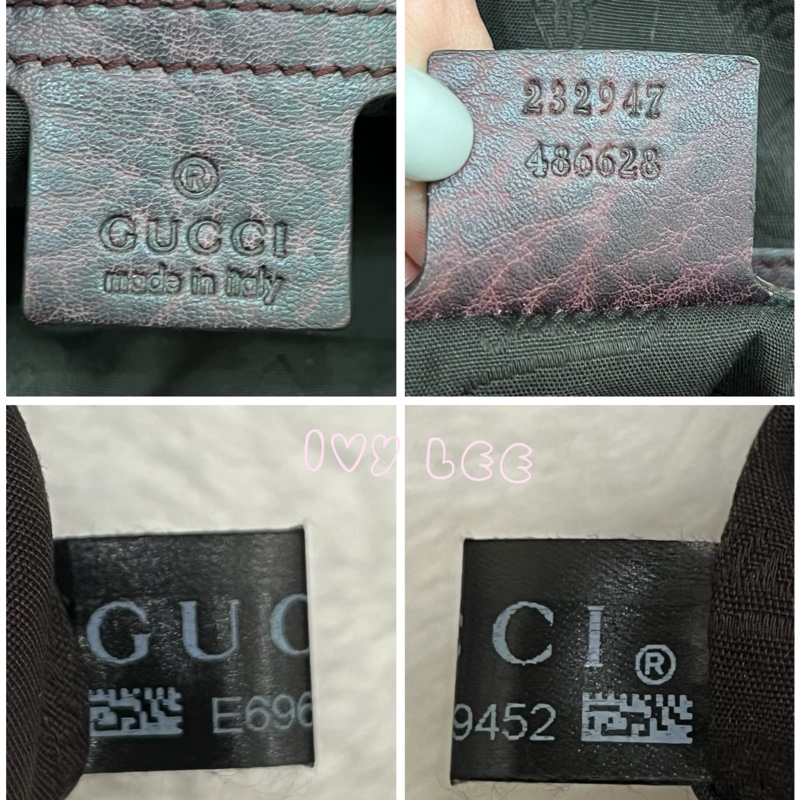 ®
GUCCI
made in italy
232947
486628
Ivy LEE
GUC
E696
CI®
9452